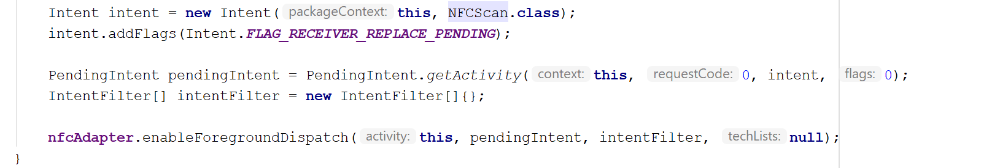 Intent intent = new Intent( packageContext: this, NFCScan.class);
intent.addFlags(Intent.FLAG_RECEIVER_REPLACE_PENDING);
PendingIntent pendingIntent = PendingIntent.getActivity( context: this, requestCode: 0, intent, flags: 0);
IntentFilter[] intentFilter = new IntentFilter[]{};
nfcAdapter.enableForegroundDispatch( activity: this, pendingIntent, intentFilter, techLists: null);
}